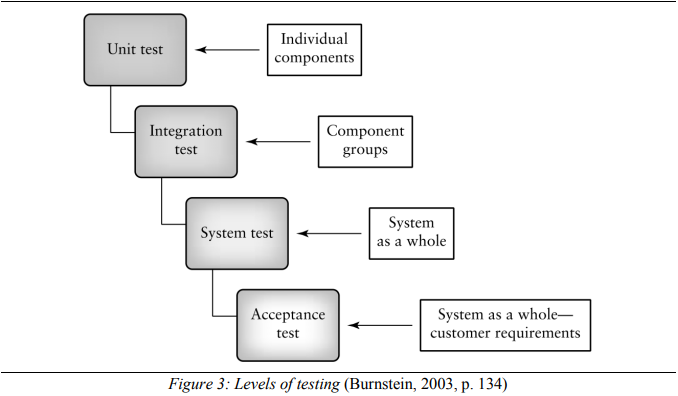 Unit test
Individual
components
Integration
test
Component
groups
System test
System
as a whole
Acceptance
test
System as a whole—
customer requirements
Figure 3: Levels of testing (Burnstein, 2003, p. 134)